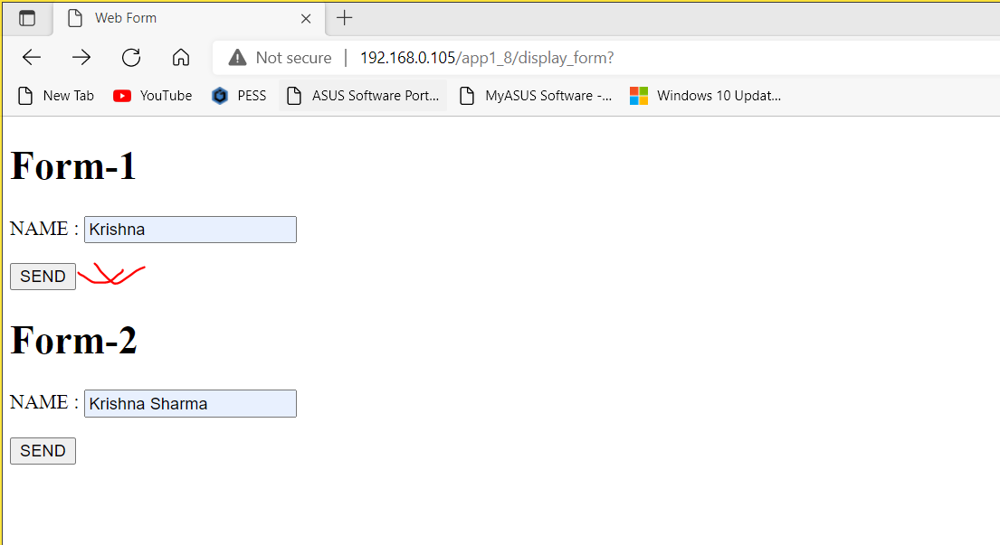 Web Form
Not secure | 192.168.0.105/app1_8/display_form?
New Tab YouTube PESS ASUS Software Port... MyASUS Software -... Windows 10 Updat...
Form-1
NAME : Krishna
SEND
Form-2
NAME : Krishna Sharma
SEND